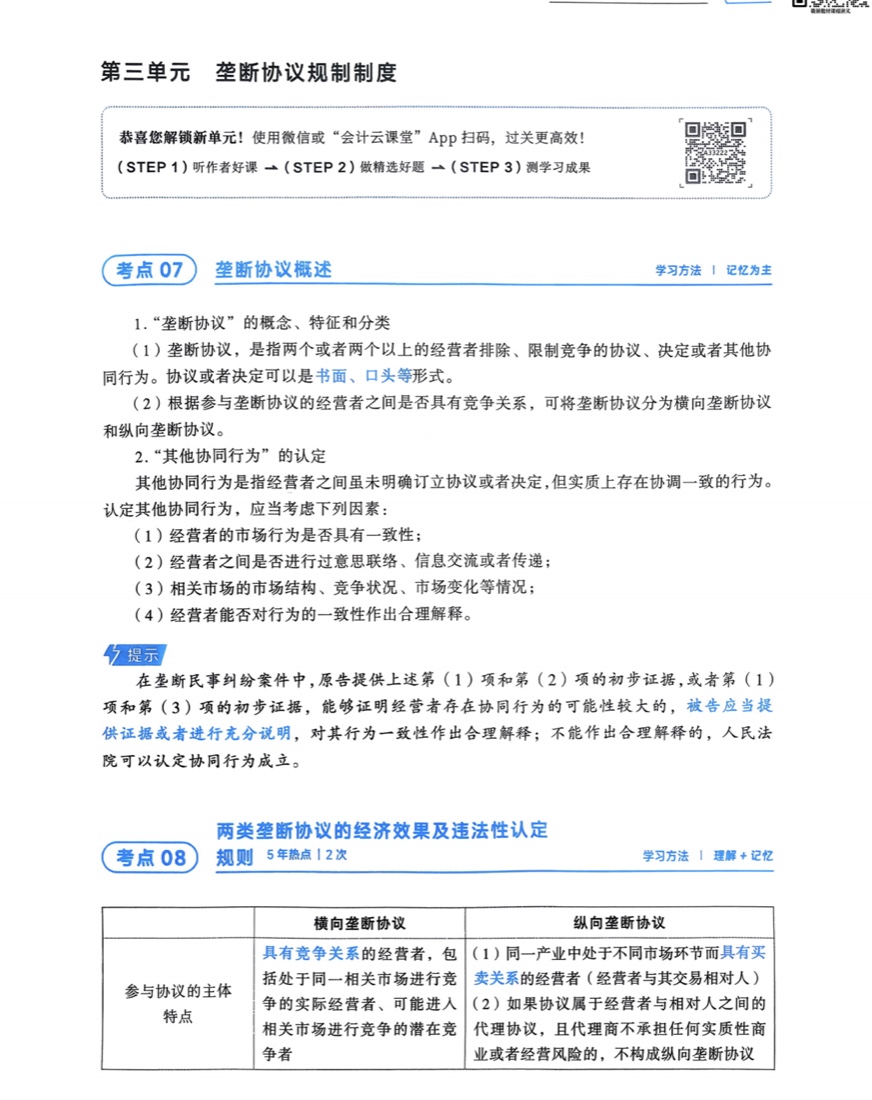 第三单元 垄断协议规制制度
恭喜您解锁新单元！使用微信或“会计云课堂”App 扫码，过关更高效！
（STEP 1）听作者好课 ⇀（STEP 2）做精选好题 ⇀（STEP 3）测学习成果
考点 07 垄断协议概述 学习方法 | 记忆为主
1.“垄断协议”的概念、特征和分类
（1）垄断协议，是指两个或者两个以上的经营者排除、限制竞争的协议、决定或者其他协
同行为。协议或者决定可以是书面、口头等形式。
（2）根据参与垄断协议的经营者之间是否具有竞争关系，可将垄断协议分为横向垄断协议
和纵向垄断协议。
2.“其他协同行为”的认定
其他协同行为是指经营者之间虽未明确订立协议或者决定，但实质上存在协调一致的行为。
认定其他协同行为，应当考虑下列因素：
（1）经营者的市场行为是否具有一致性；
（2）经营者之间是否进行过意思联络、信息交流或者传递；
（3）相关市场的市场结构、竞争状况、市场变化等情况；
（4）经营者能否对行为的一致性作出合理解释。
提示
在垄断民事纠纷案件中，原告提供上述第（1）项和第（2）项的初步证据，或者第（1）
项和第（3）项的初步证据，能够证明经营者存在协同行为的可能性较大的，被告应当提
供证据或者进行充分说明，对其行为一致性作出合理解释；不能作出合理解释的，人民法
院可以认定协同行为成立。
两类垄断协议的经济效果及违法性认定
考点 08 规则 5年热点 | 2次 学习方法 | 理解+记忆
横向垄断协议 纵向垄断协议
参与协议的主体
特点
具有竞争关系的经营者，包
括处于同一相关市场进行竞
争的实际经营者、可能进入
相关市场进行竞争的潜在竞
争者
（1）同一产业中处于不同市场环节而具有买
卖关系的经营者（经营者与其交易相对人）
（2）如果协议属于经营者与相对人之间的
代理协议，且代理商不承担任何实质性商
业或者经营风险的，不构成纵向垄断协议